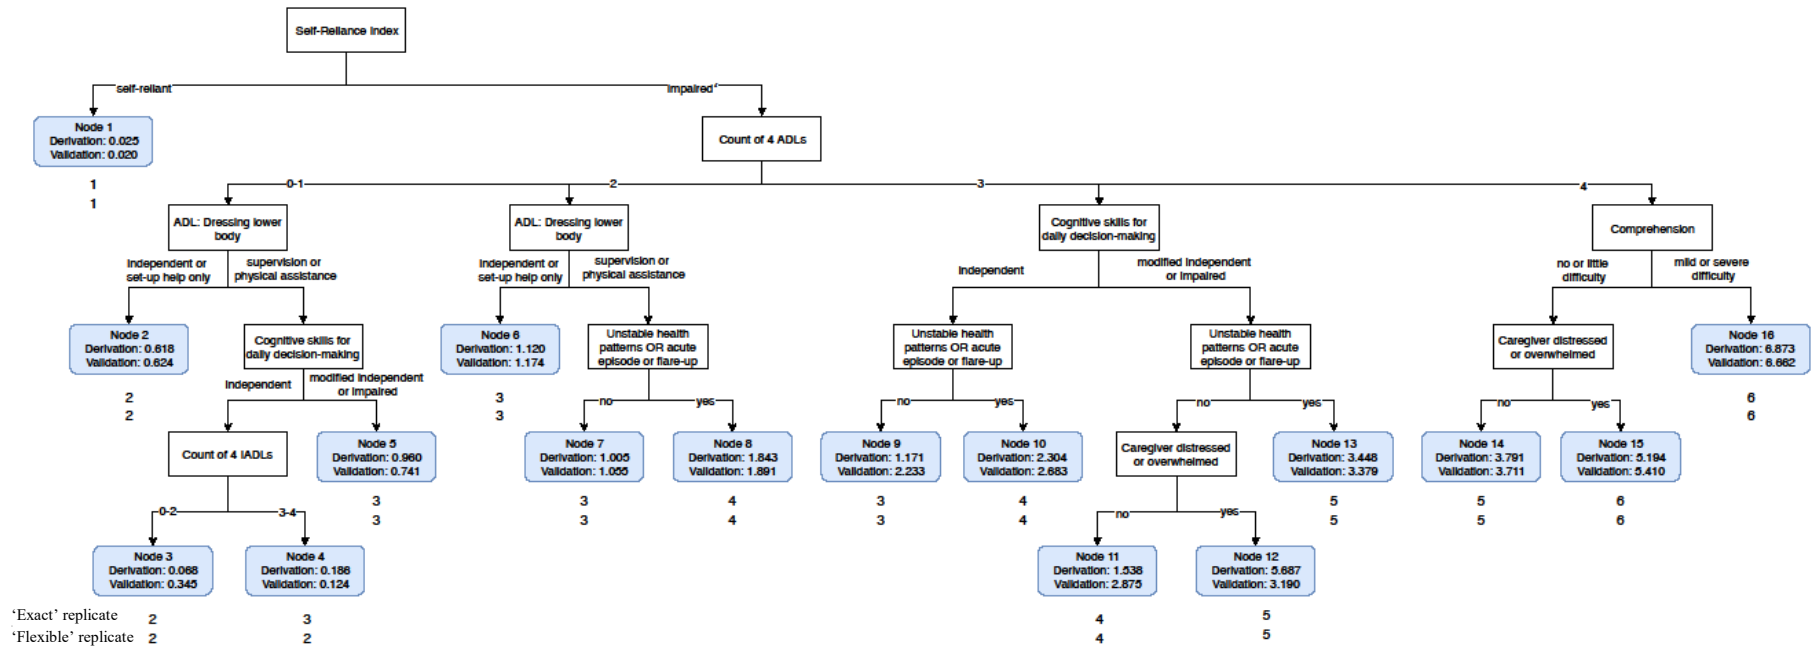 Self-Reliance Index
self-reliant
impaired
Node 1
Derivation: 0.025
Validation: 0.020
1
1
Count of 4 ADLs
0-1
2
3
4
ADL: Dressing lower
body
ADL: Dressing lower
body
Cognitive skills for
daily decision-making
Comprehension
independent or
set-up help only
supervision or
physical assistance
independent or
set-up help only
supervision or
physical assistance
independent
modified independent
or impaired
no or little
difficulty
mild or severe
difficulty
Node 2
Derivation: 0.618
Validation: 0.624
2
2
Cognitive skills for
daily decision-making
Node 6
Derivation: 1.120
Validation: 1.174
3
3
Unstable health
patterns OR acute
episode or flare-up
Unstable health
patterns OR acute
episode or flare-up
Unstable health
patterns OR acute
episode or flare-up
Caregiver distressed
or overwhelmed
Node 16
Derivation: 6.873
Validation: 6.662
6
6
independent
modified independent
or impaired
no
yes
no
yes
no
yes
no
yes
Count of 4 IADLs
Node 5
Derivation: 0.960
Validation: 0.741
3
3
Node 7
Derivation: 1.005
Validation: 1.055
3
3
Node 8
Derivation: 1.843
Validation: 1.891
4
4
Node 9
Derivation: 1.171
Validation: 2.233
3
3
Node 10
Derivation: 2.304
Validation: 2.683
4
4
Caregiver distressed
or overwhelmed
Node 13
Derivation: 3.448
Validation: 3.379
5
5
Node 14
Derivation: 3.791
Validation: 3.711
5
5
Node 15
Derivation: 5.194
Validation: 5.410
6
6
0-2
3-4
no
yes
Node 3
Derivation: 0.068
Validation: 0.345
Node 4
Derivation: 0.186
Validation: 0.124
Node 11
Derivation: 1.538
Validation: 2.875
Node 12
Derivation: 5.687
Validation: 3.190
‘Exact’ replicate 2 3 4 5
‘Flexible’ replicate 2 2 4 5